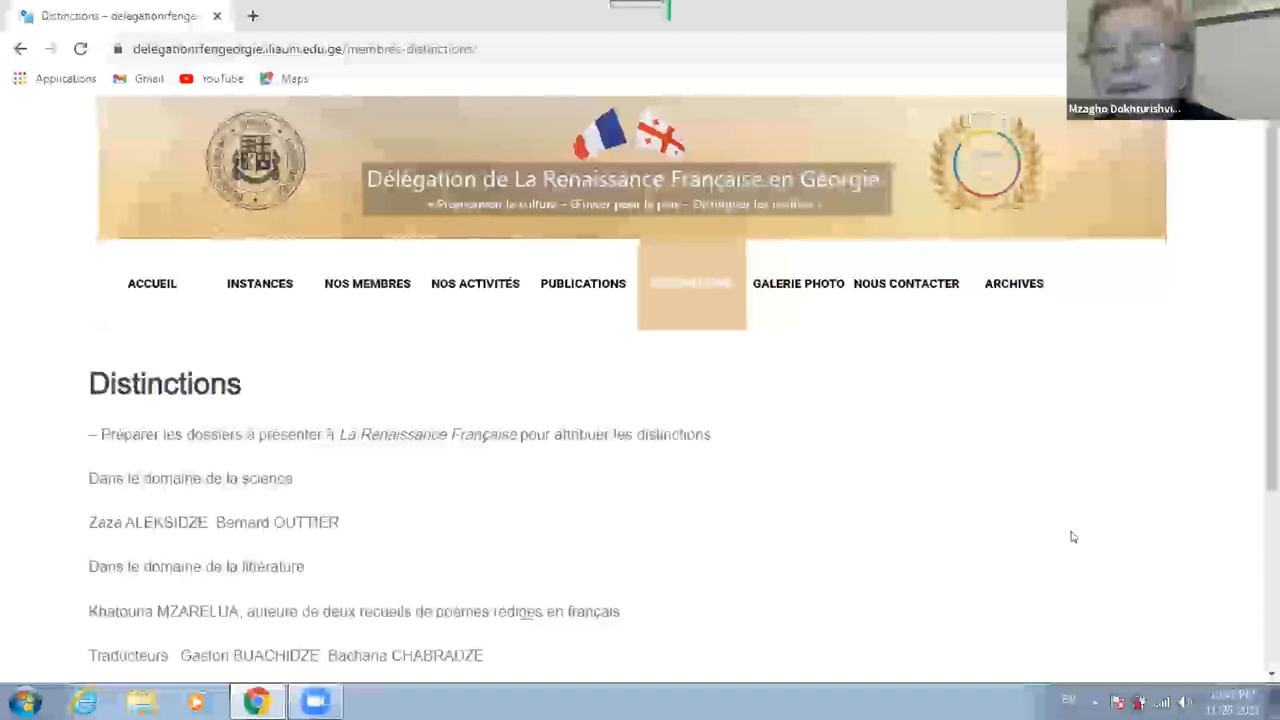 Distinctions – delegationrfenge
delegationrfengeorgie.iliauni.edu.ge/membres-distinctions/
Applications Gmail YouTube Maps
Mzagho Dokhturishvi...
Délégation de La Renaissance Française en Géorgie
ACCUEIL INSTANCES NOS MEMBRES NOS ACTIVITÉS PUBLICATIONS GALERIE PHOTO NOUS CONTACTER ARCHIVES
Distinctions
– Préparer les dossiers à présenter à La Renaissance Française pour attribuer les distinctions
Dans le domaine de la science
Zaza ALEKSIDZE Bernard OUTTIER
Dans le domaine de la littérature
Khatouna MZARELUA, auteure de deux recueils de poèmes rédigés en français
Traducteurs Gaston BUACHIDZE Bachana CHABRADZE
EN